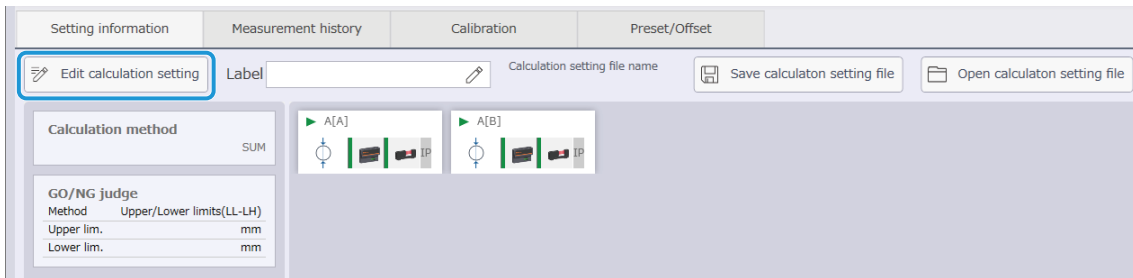 Setting information
Measurement history
Calibration
Preset/Offset
Edit calculation setting
Label
Calculation setting file name
Save calculaton setting file
Open calculaton setting file
Calculation method
SUM
A[A]
IP
A[B]
IP
GO/NG judge
Method Upper/Lower limits(LL-LH)
Upper lim. mm
Lower lim. mm